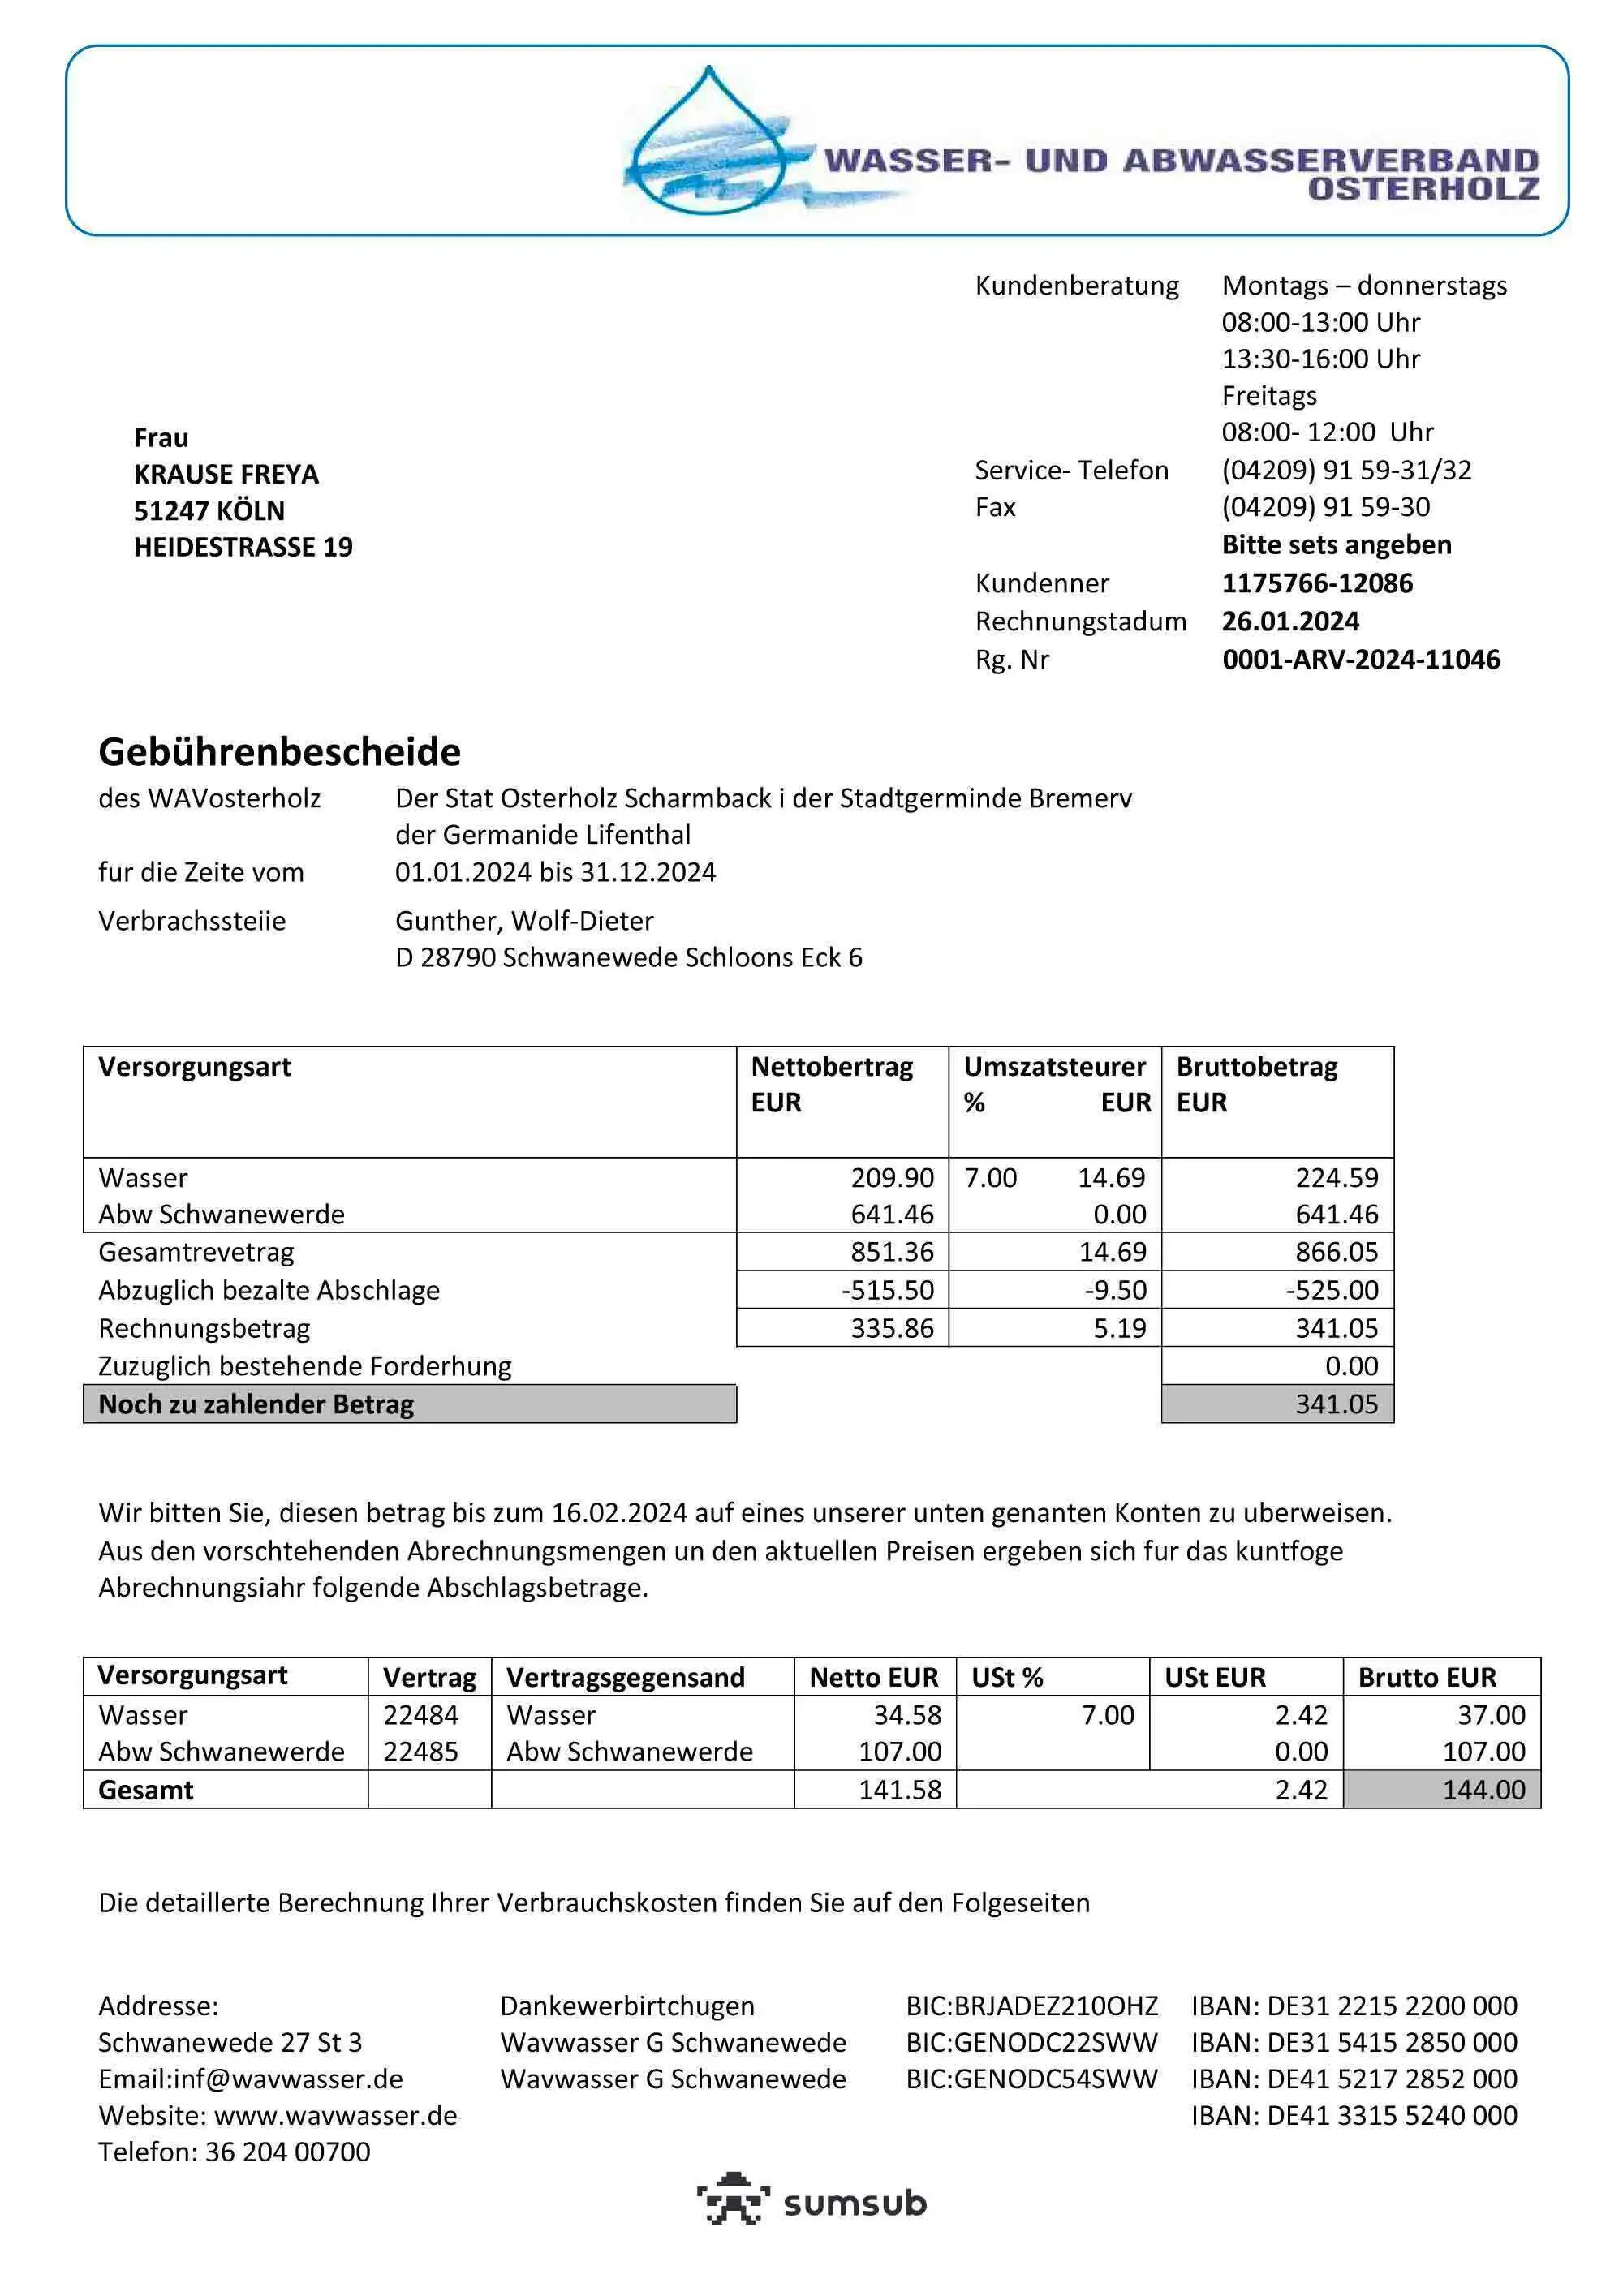 WASSER- UND ABWASSERVERBAND
OSTERHOLZ
Kundenberatung Montags – donnerstags
08:00-13:00 Uhr
13:30-16:00 Uhr
Freitags
08:00- 12:00 Uhr
Service- Telefon (04209) 91 59-31/32
Fax (04209) 91 59-30
Bitte sets angeben
Kundenner 1175766-12086
Rechnungstadum 26.01.2024
Rg. Nr 0001-ARV-2024-11046
Frau
KRAUSE FREYA
51247 KÖLN
HEIDESTRASSE 19
Gebührenbescheide
des WAVosterholz Der Stat Osterholz Scharmback i der Stadtgerminde Bremerv
der Germanide Lifenthal
fur die Zeite vom 01.01.2024 bis 31.12.2024
Verbrachssteiie Gunther, Wolf-Dieter
D 28790 Schwanewede Schloons Eck 6
Versorgungsart Nettobertrag Umszatsteurer Bruttobetrag
EUR % EUR EUR
Wasser 209.90 7.00 14.69 224.59
Abw Schwanewerde 641.46 0.00 641.46
Gesamtrevetrag 851.36 14.69 866.05
Abzuglich bezalte Abschlage -515.50 -9.50 -525.00
Rechnungsbetrag 335.86 5.19 341.05
Zuzuglich bestehende Forderhung 0.00
Noch zu zahlender Betrag 341.05
Wir bitten Sie, diesen betrag bis zum 16.02.2024 auf eines unserer unten genanten Konten zu uberweisen.
Aus den vorschtehenden Abrechnungsmengen un den aktuellen Preisen ergeben sich fur das kuntfoge
Abrechnungsiahr folgende Abschlagsbetrage.
Versorgungsart Vertrag Vertragsgegensand Netto EUR USt % USt EUR Brutto EUR
Wasser 22484 Wasser 34.58 7.00 2.42 37.00
Abw Schwanewerde 22485 Abw Schwanewerde 107.00 0.00 107.00
Gesamt 141.58 2.42 144.00
Die detaillerte Berechnung Ihrer Verbrauchskosten finden Sie auf den Folgeseiten
Addresse: Dankewerbirtchugen BIC:BRJADEZ210OHZ IBAN: DE31 2215 2200 000
Schwanewede 27 St 3 Wavwasser G Schwanewede BIC:GENODC22SWW IBAN: DE31 5415 2850 000
Email:inf@wavwasser.de Wavwasser G Schwanewede BIC:GENODC54SWW IBAN: DE41 5217 2852 000
Website: www.wavwasser.de IBAN: DE41 3315 5240 000
Telefon: 36 204 00700
sumsub